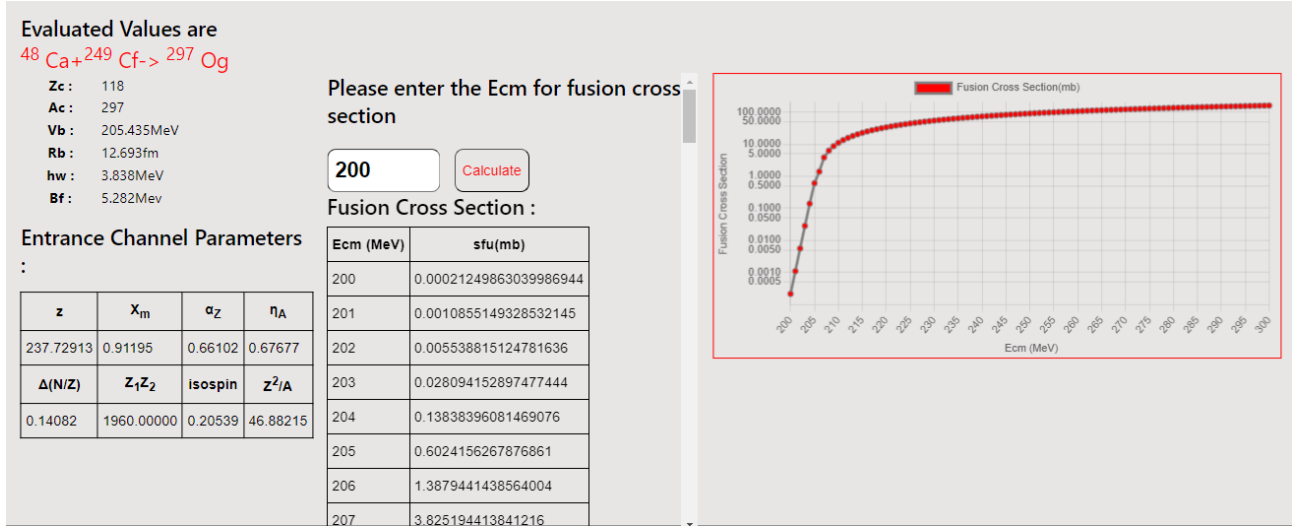 Evaluated Values are
48 Ca+249 Cf-> 297 Og
Zc : 118
Ac : 297
Vb : 205.435MeV
Rb : 12.693fm
hw : 3.838MeV
Bf : 5.282Mev
Entrance Channel Parameters
:
z Xm αZ ηA
237.72913 0.91195 0.66102 0.67677
Δ(N/Z) Z1Z2 isospin Z2/A
0.14082 1960.00000 0.20539 46.88215
Please enter the Ecm for fusion cross
section
200 Calculate
Fusion Cross Section :
Ecm (MeV) sfu(mb)
200 0.00021249863039986944
201 0.0010855149328532145
202 0.005538815124781636
203 0.028094152897477444
204 0.13838396081469076
205 0.6024156267876861
206 1.3879441438564004
207 3.825194413841216
Fusion Cross Section(mb)
Fusion Cross Section
100.0000
50.0000
10.0000
5.0000
1.0000
0.5000
0.1000
0.0500
0.0100
0.0050
0.0010
0.0005
200 205 210 215 220 225 230 235 240 245 250 255 260 265 270 275 280 285 290 295 300
Ecm (MeV)